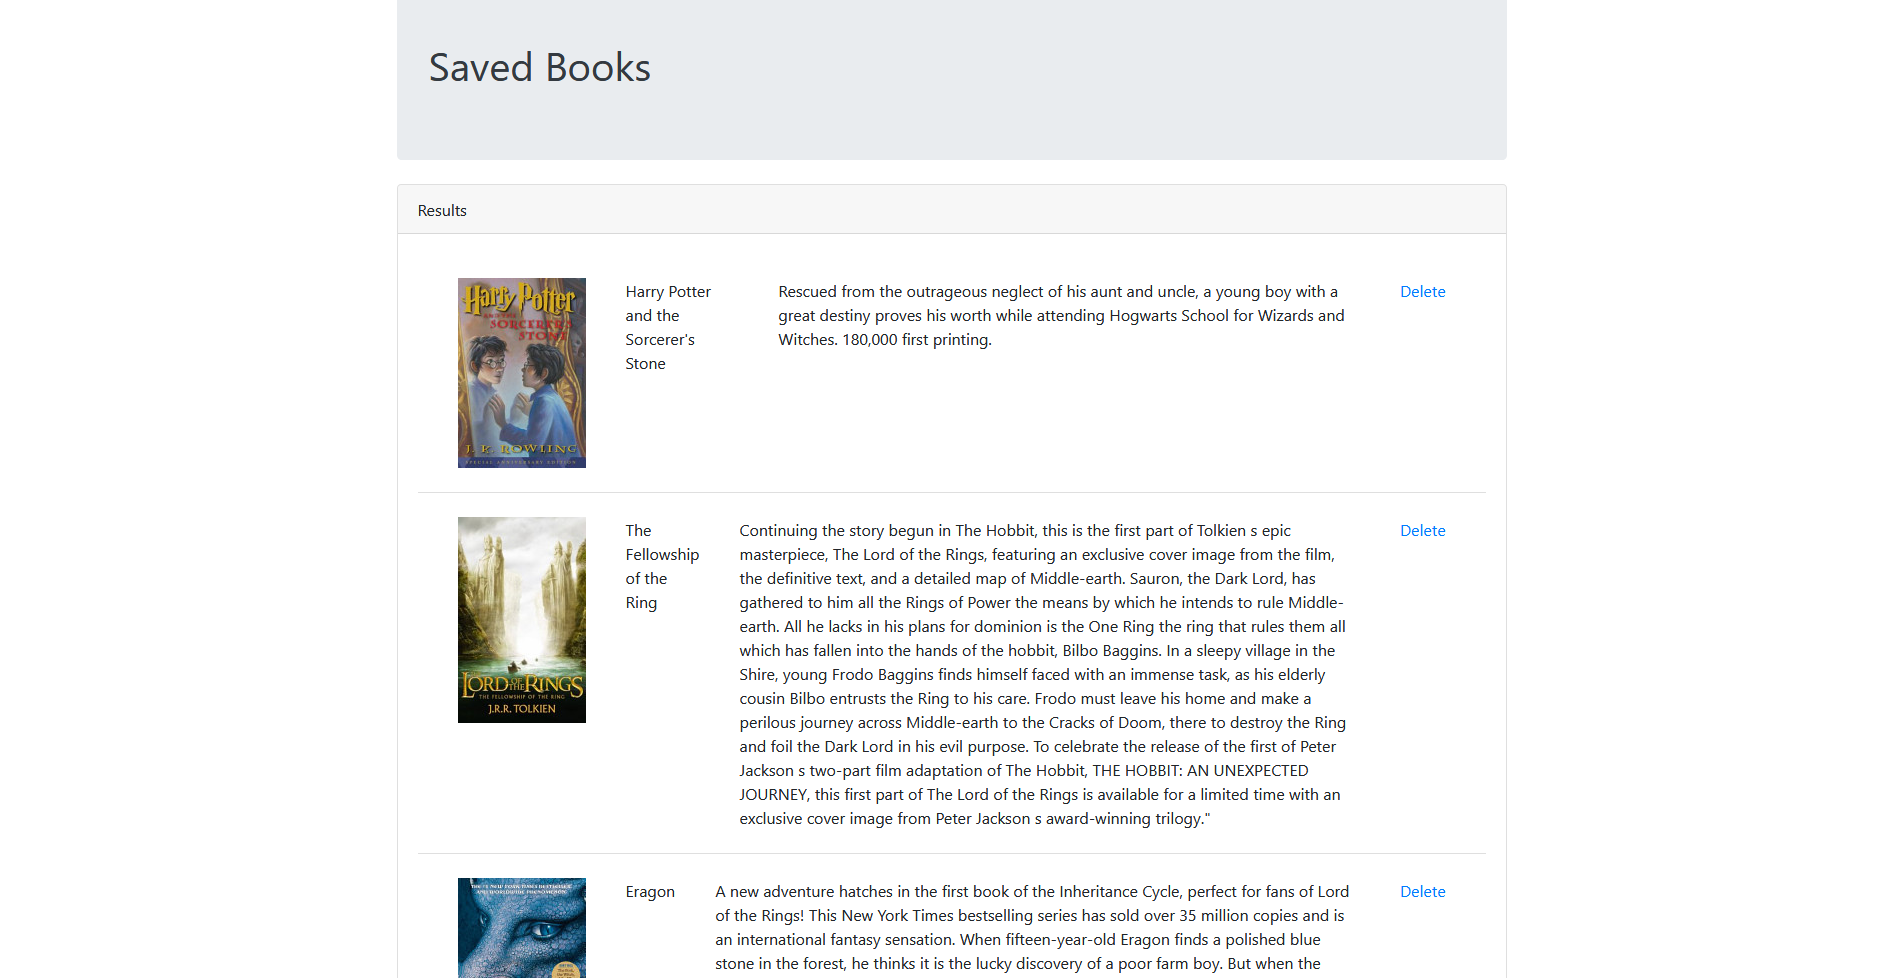 Saved Books
Results
Harry Potter
AND THE
SORCERER'S
STONE
J. K. ROWLING
SPECIAL ANNIVERSARY EDITION
Harry Potter
and the
Sorcerer's
Stone
Rescued from the outrageous neglect of his aunt and uncle, a young boy with a
great destiny proves his worth while attending Hogwarts School for Wizards and
Witches. 180,000 first printing.
Delete
THE
LORD OF THE RINGS
THE FELLOWSHIP OF THE RING
J.R.R. TOLKIEN
The
Fellowship
of the
Ring
Continuing the story begun in The Hobbit, this is the first part of Tolkien s epic
masterpiece, The Lord of the Rings, featuring an exclusive cover image from the film,
the definitive text, and a detailed map of Middle-earth. Sauron, the Dark Lord, has
gathered to him all the Rings of Power the means by which he intends to rule Middle-
earth. All he lacks in his plans for dominion is the One Ring the ring that rules them all
which has fallen into the hands of the hobbit, Bilbo Baggins. In a sleepy village in the
Shire, young Frodo Baggins finds himself faced with an immense task, as his elderly
cousin Bilbo entrusts the Ring to his care. Frodo must leave his home and make a
perilous journey across Middle-earth to the Cracks of Doom, there to destroy the Ring
and foil the Dark Lord in his evil purpose. To celebrate the release of the first of Peter
Jackson s two-part film adaptation of The Hobbit, THE HOBBIT: AN UNEXPECTED
JOURNEY, this first part of The Lord of the Rings is available for a limited time with an
exclusive cover image from Peter Jackson s award-winning trilogy."
Delete
THE #1 NEW YORK TIMES BESTSELLER
AND WORLDWIDE PHENOMENON
Eragon
A new adventure hatches in the first book of the Inheritance Cycle, perfect for fans of Lord
of the Rings! This New York Times bestselling series has sold over 35 million copies and is
an international fantasy sensation. When fifteen-year-old Eragon finds a polished blue
stone in the forest, he thinks it is the lucky discovery of a poor farm boy. But when the
Delete